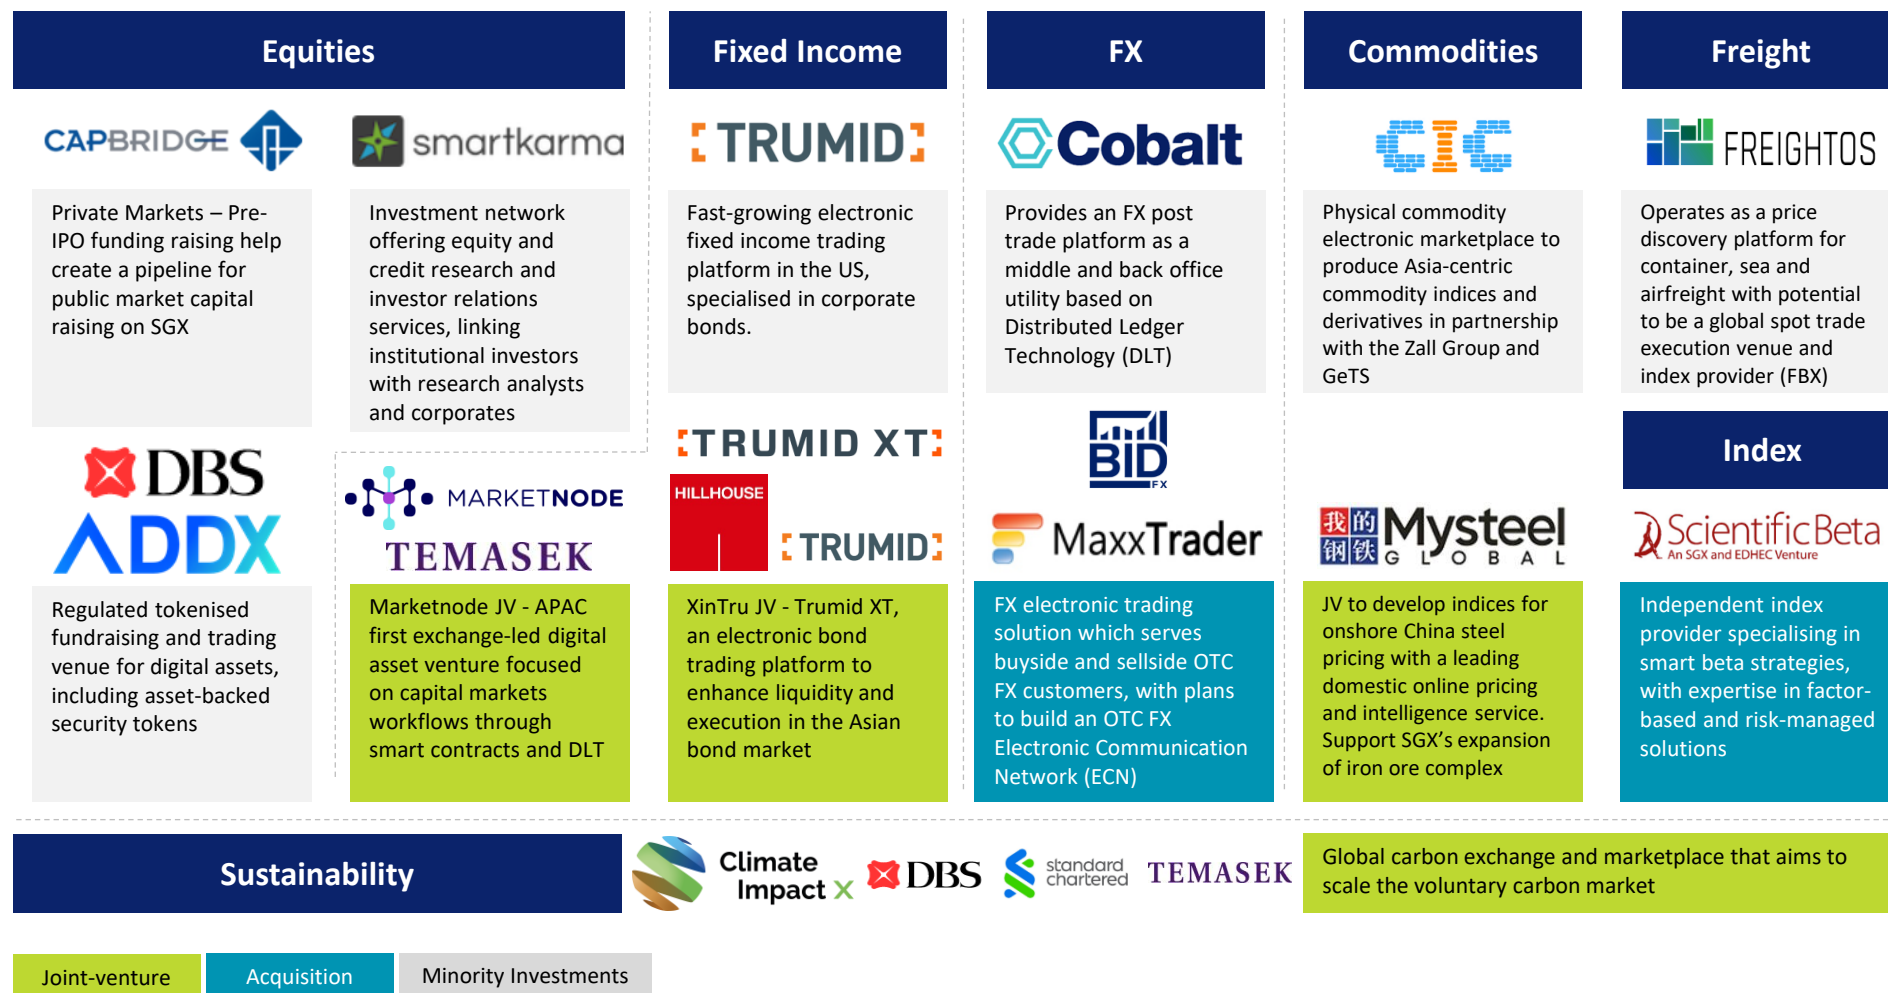 Equities
CAPBRIDGE
Private Markets – Pre-
IPO funding raising help
create a pipeline for
public market capital
raising on SGX
smartkarma
Investment network
offering equity and
credit research and
investor relations
services, linking
institutional investors
with research analysts
and corporates
DBS
ADDX
Regulated tokenised
fundraising and trading
venue for digital assets,
including asset-backed
security tokens
MARKETNODE
TEMASEK
Marketnode JV - APAC
first exchange-led digital
asset venture focused
on capital markets
workflows through
smart contracts and DLT
Fixed Income
TRUMID
Fast-growing electronic
fixed income trading
platform in the US,
specialised in corporate
bonds.
TRUMID XT
HILLHOUSE
TRUMID
XinTru JV - Trumid XT,
an electronic bond
trading platform to
enhance liquidity and
execution in the Asian
bond market
FX
Cobalt
Provides an FX post
trade platform as a
middle and back office
utility based on
Distributed Ledger
Technology (DLT)
BID
FX
MaxxTrader
FX electronic trading
solution which serves
buyside and sellside OTC
FX customers, with plans
to build an OTC FX
Electronic Communication
Network (ECN)
Commodities
CIC
Physical commodity
electronic marketplace to
produce Asia-centric
commodity indices and
derivatives in partnership
with the Zall Group and
GeTS
我的
钢铁
Mysteel
GLOBAL
JV to develop indices for
onshore China steel
pricing with a leading
domestic online pricing
and intelligence service.
Support SGX’s expansion
of iron ore complex
Freight
FREIGHTOS
Operates as a price
discovery platform for
container, sea and
airfreight with potential
to be a global spot trade
execution venue and
index provider (FBX)
Index
Scientific Beta
An SGX and EDHEC Venture
Independent index
provider specialising in
smart beta strategies,
with expertise in factor-
based and risk-managed
solutions
Sustainability
Climate
Impact X
DBS
standard
chartered
TEMASEK
Global carbon exchange and marketplace that aims to
scale the voluntary carbon market
Joint-venture
Acquisition
Minority Investments